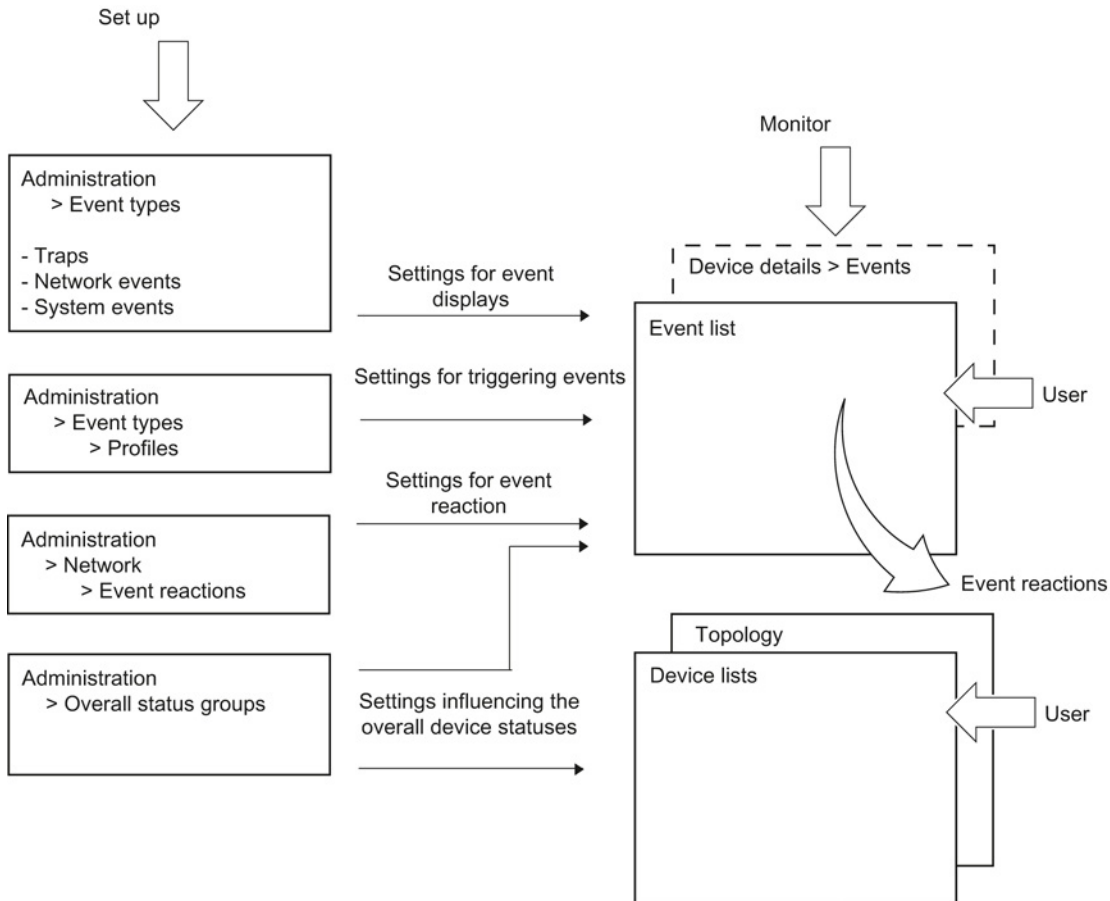 Set up
Administration
> Event types
- Traps
- Network events
- System events
Administration
> Event types
> Profiles
Administration
> Network
> Event reactions
Administration
> Overall status groups
Settings for event
displays
Settings for triggering events
Settings for event
reaction
Settings influencing the
overall device statuses
Monitor
Device details > Events
Event list
User
Event reactions
Topology
Device lists
User